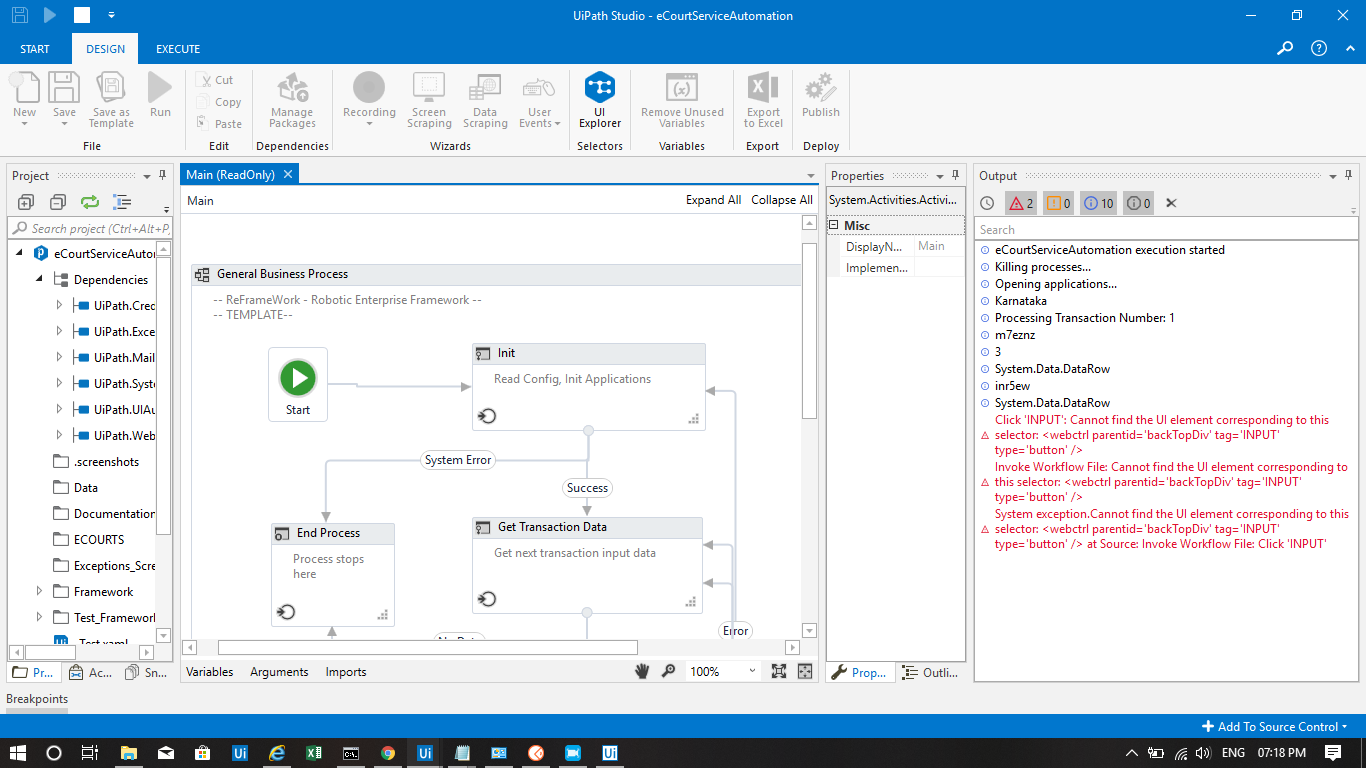 UiPath Studio - eCourtServiceAutomation
START DESIGN EXECUTE
New Save Save as Template Run
Cut
Copy
Paste
Manage Packages
Recording Screen Scraping Data Scraping User Events
UI Explorer
Remove Unused Variables
Export to Excel
Publish
File Edit Dependencies Wizards Selectors Variables Export Deploy
Project
Search project (Ctrl+Alt+P,
eCourtServiceAutor
Dependencies
UiPath.Cred
UiPath.Exce
UiPath.Mail
UiPath.Syst
UiPath.UIAu
UiPath.Web
.screenshots
Data
Documentation
ECOURTS
Exceptions_Scre
Framework
Test_Framework
_Test.xaml
Pr... Ac... Sn...
Main (ReadOnly)
Main Expand All Collapse All
General Business Process
-- ReFrameWork - Robotic Enterprise Framework --
-- TEMPLATE--
Start
Init
Read Config, Init Applications
System Error
Success
End Process
Process stops
here
Get Transaction Data
Get next transaction input data
No Data
Error
Variables Arguments Imports 100%
Properties
System.Activities.Activi...
Misc
DisplayN... Main
Implemen...
Prop... Outli...
Output
2 0 10 0
Search
eCourtServiceAutomation execution started
Killing processes...
Opening applications...
Karnataka
Processing Transaction Number: 1
m7eznz
3
System.Data.DataRow
inr5ew
System.Data.DataRow
Click 'INPUT': Cannot find the UI element corresponding to this
selector: <webctrl parentid='backTopDiv' tag='INPUT'
type='button' />
Invoke Workflow File: Cannot find the UI element corresponding to
this selector: <webctrl parentid='backTopDiv' tag='INPUT'
type='button' />
System exception.Cannot find the UI element corresponding to this
selector: <webctrl parentid='backTopDiv' tag='INPUT'
type='button' /> at Source: Invoke Workflow File: Click 'INPUT'
Breakpoints
Add To Source Control
ENG 07:18 PM